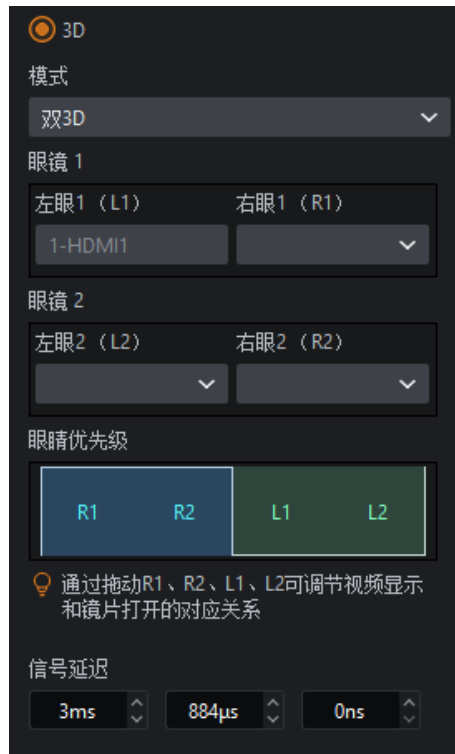 3D
模式
双3D
眼镜 1
左眼1（L1） 右眼1（R1）
1-HDMI1
眼镜 2
左眼2（L2） 右眼2（R2）
眼睛优先级
R1 R2 L1 L2
通过拖动R1、R2、L1、L2可调节视频显示
和镜片打开的对应关系
信号延迟
3ms 884μs 0ns